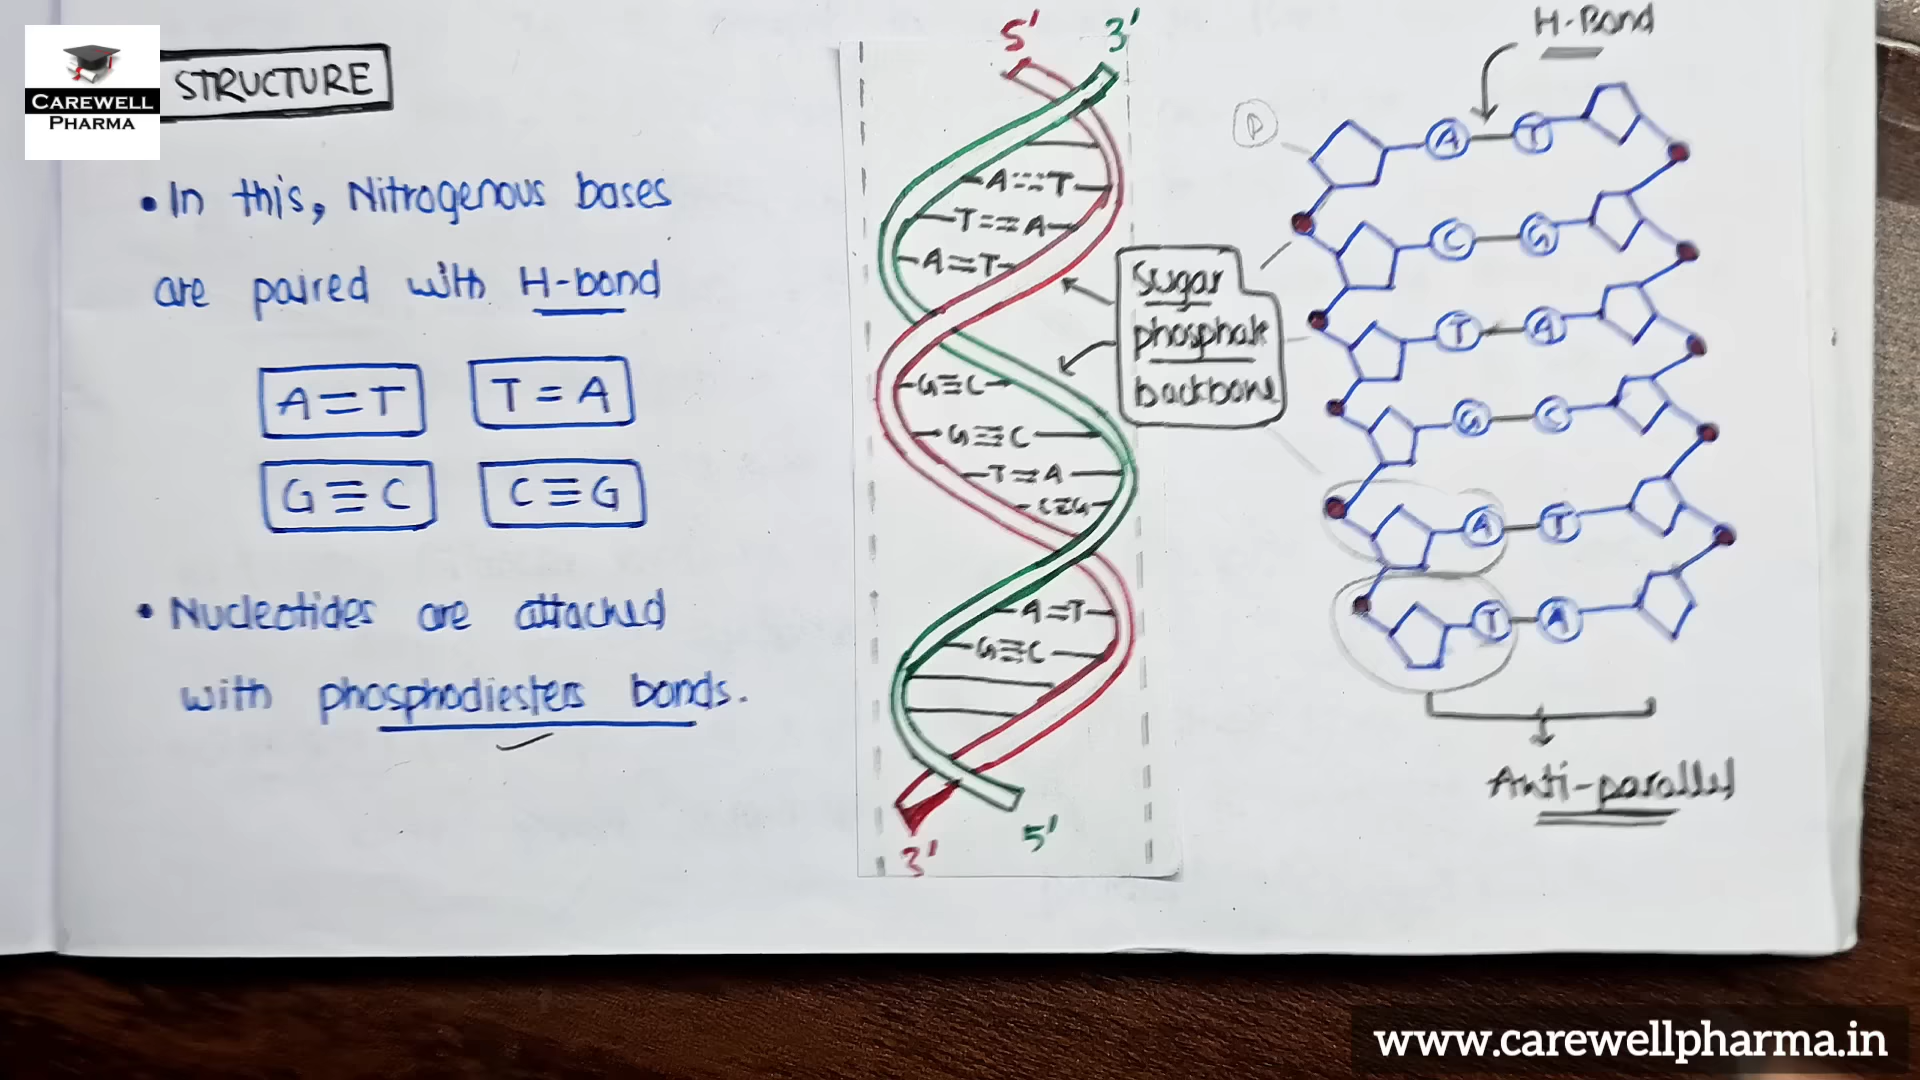 CAREWELL
PHARMA
STRUCTURE
• In this, Nitrogenous bases
are paired with H-bond
A = T
T = A
G ≡ C
C ≡ G
• Nucleotides are attached
with phosphodiesters bonds.
5' 3'
A T
T A
A = T
G ≡ C
G ≡ C
T = A
C ≡ G
A = T
G ≡ C
3' 5'
Sugar
phosphate
backbone
H-Bond
P
A T
C G
T A
G C
A T
T A
Anti-parallel
www.carewellpharma.in